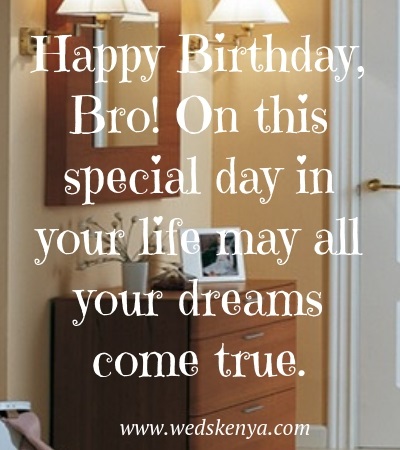 Happy Birthday,
Bro! On this
special day in
your life may all
your dreams
come true.
www.wedskenya.com